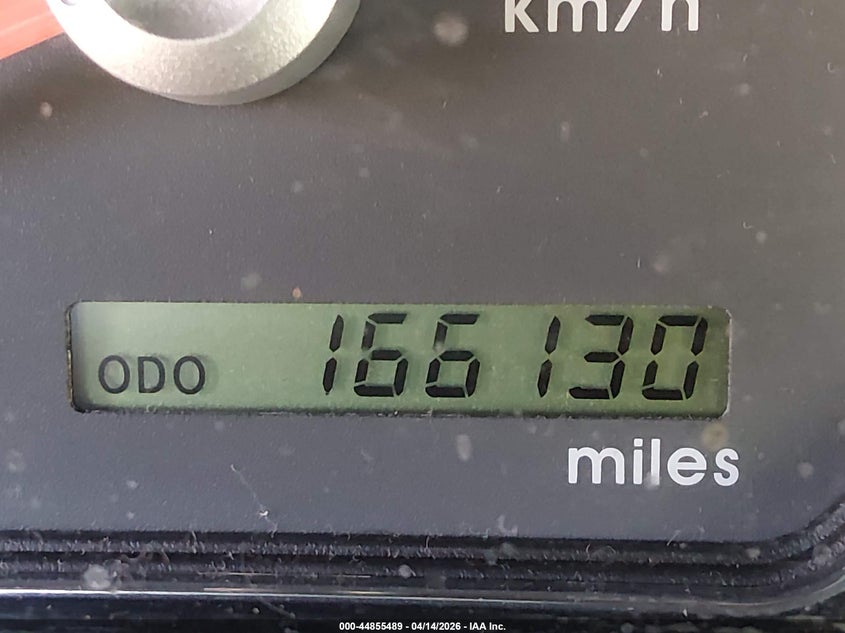 km/h
ODO 166130
miles
000-44855489 - 04/14/2026 - IAA Inc.